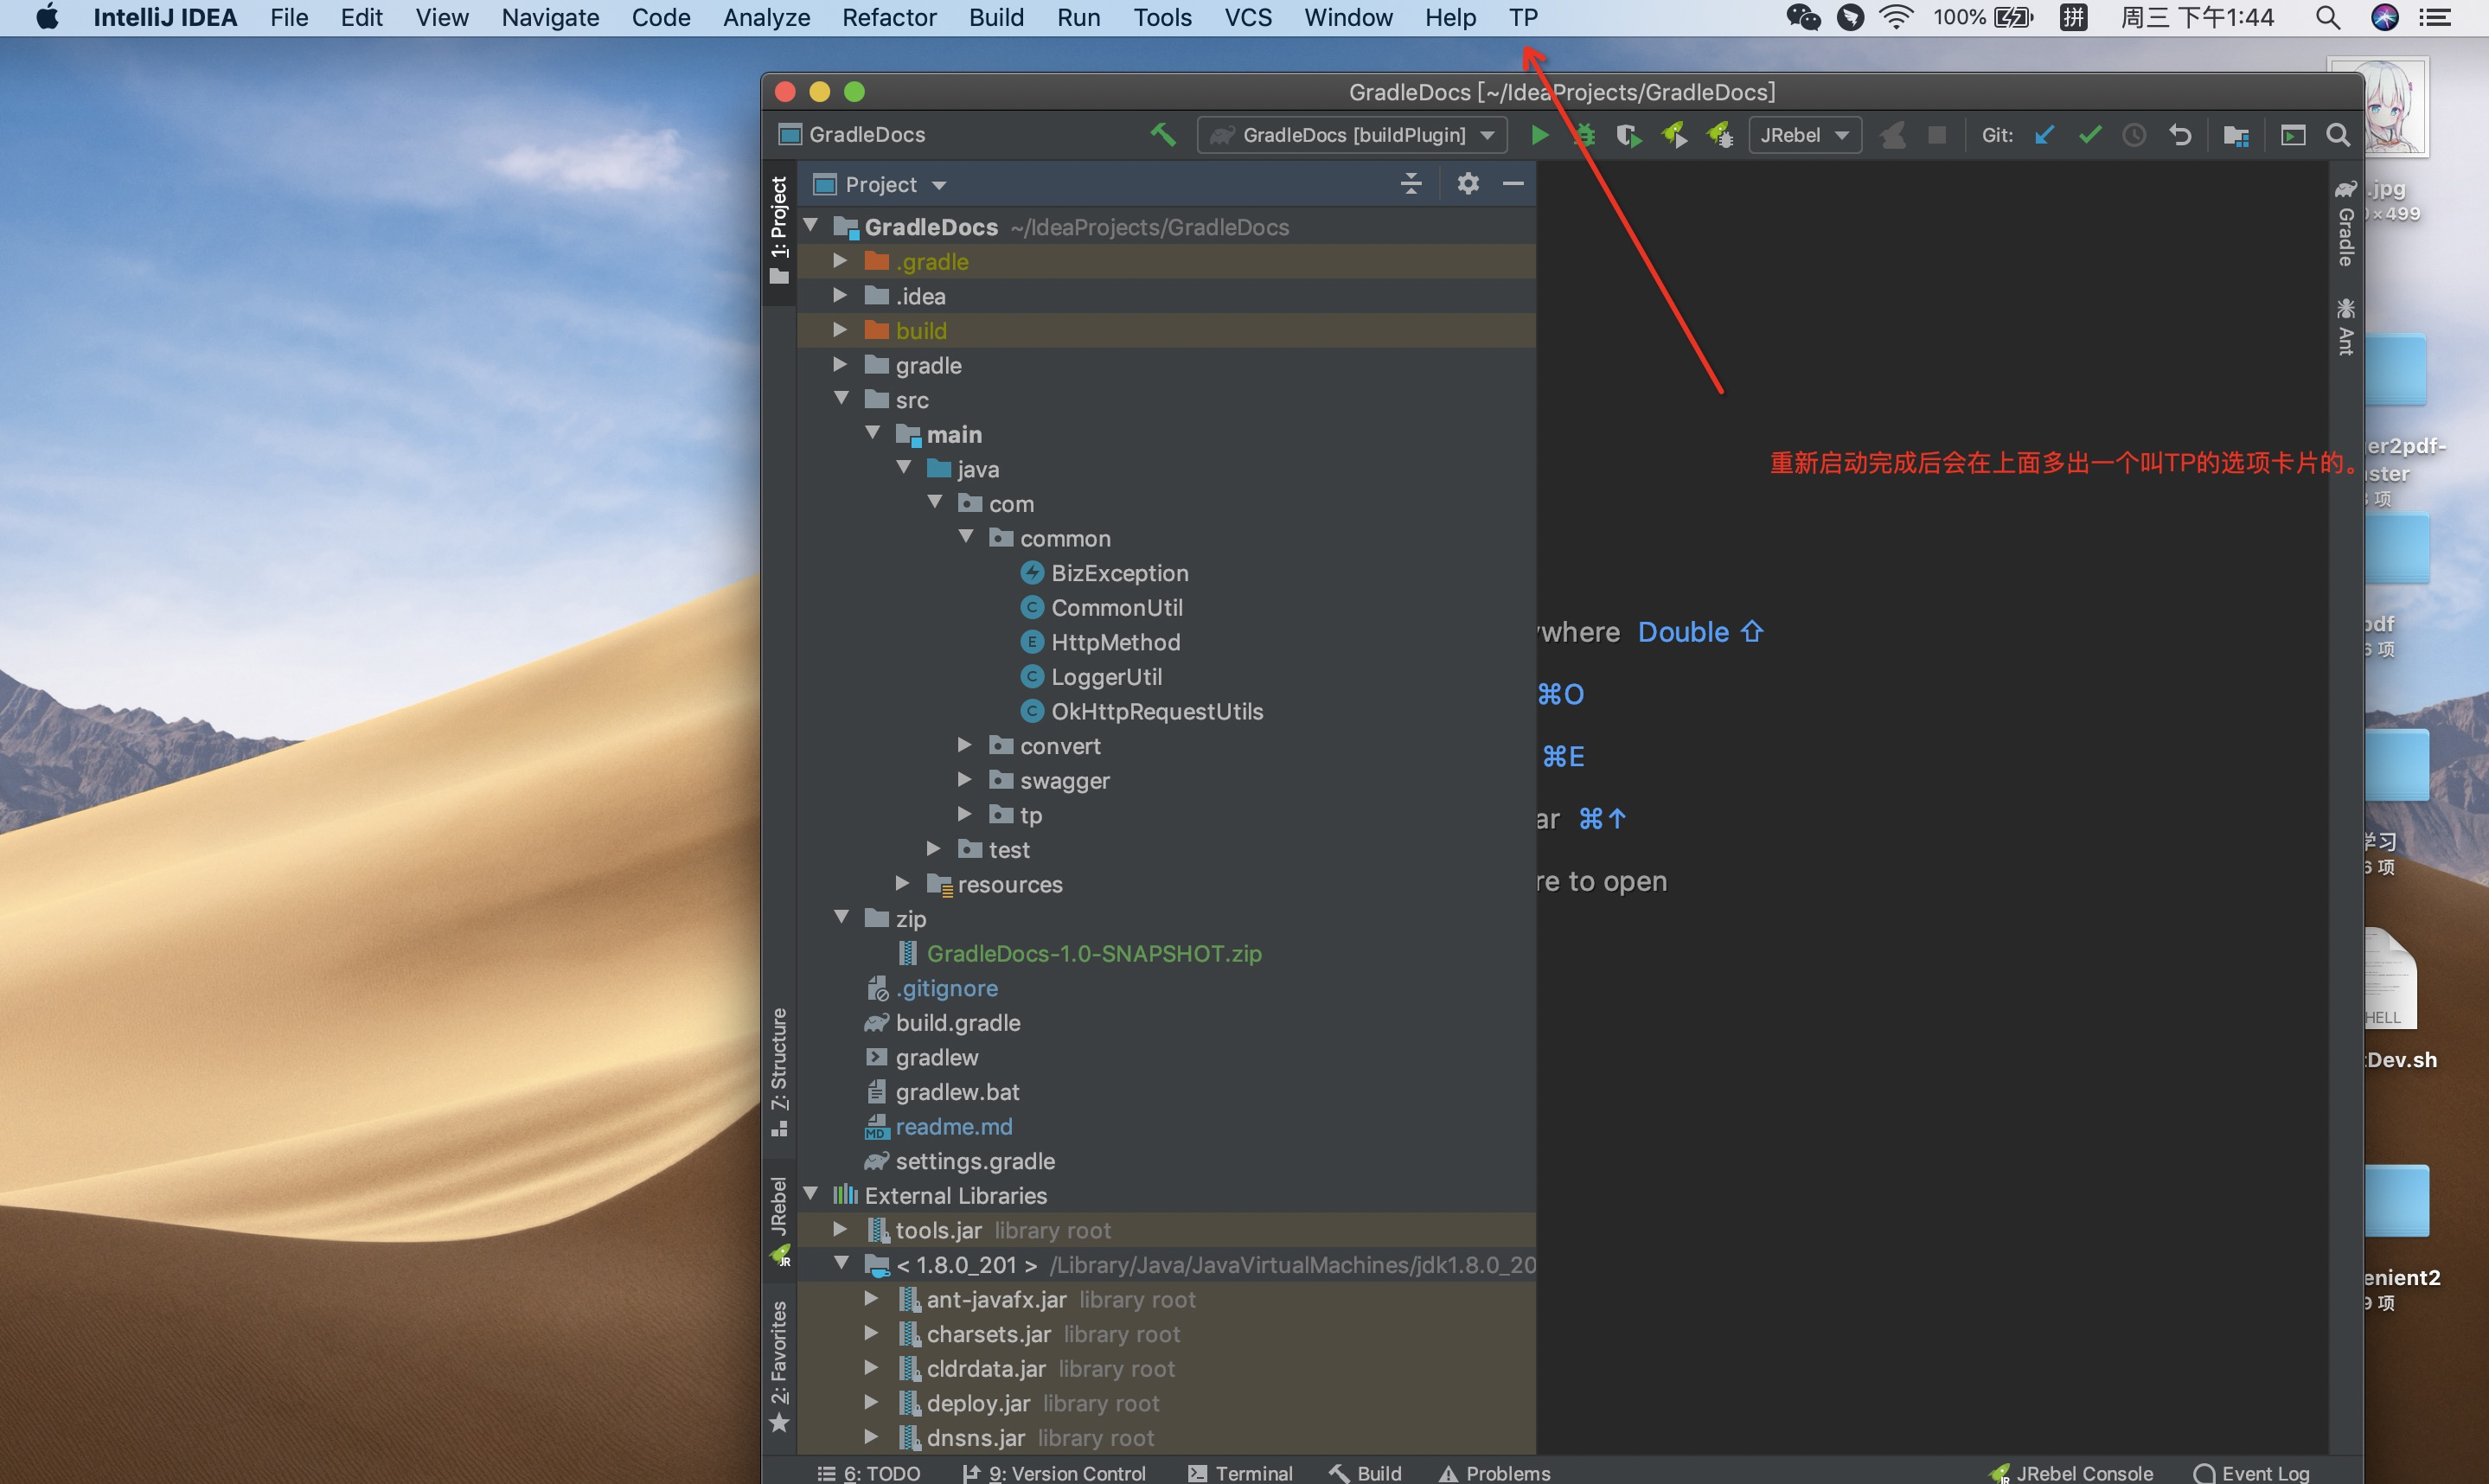 IntelliJ IDEA File Edit View Navigate Code Analyze Refactor Build Run Tools VCS Window Help TP 100% 拼 周三 下午1:44
GradleDocs [~/IdeaProjects/GradleDocs]
GradleDocs GradleDocs [buildPlugin] JRebel Git:
1: Project
Project
GradleDocs ~/IdeaProjects/GradleDocs
.gradle
.idea
build
gradle
src
main
java
com
common
BizException
CommonUtil
HttpMethod
LoggerUtil
OkHttpRequestUtils
convert
swagger
tp
test
resources
zip
GradleDocs-1.0-SNAPSHOT.zip
.gitignore
build.gradle
gradlew
gradlew.bat
MD readme.md
settings.gradle
External Libraries
tools.jar library root
< 1.8.0_201 > /Library/Java/JavaVirtualMachines/jdk1.8.0_20
ant-javafx.jar library root
charsets.jar library root
cldrdata.jar library root
deploy.jar library root
dnsns.jar library root
7: Structure
JRebel
JR
2: Favorites
重新启动完成后会在上面多出一个叫TP的选项卡片的。
ywhere Double ⇧
⌘O
⌘E
ar ⌘↑
re to open
Gradle
Ant
.jpg
0×499
er2pdf-
ster
项
pdf
6 项
学习
6 项
HELL
tDev.sh
enient2
9 项
6: TODO 9: Version Control Terminal Build Problems JRebel Console Event Log